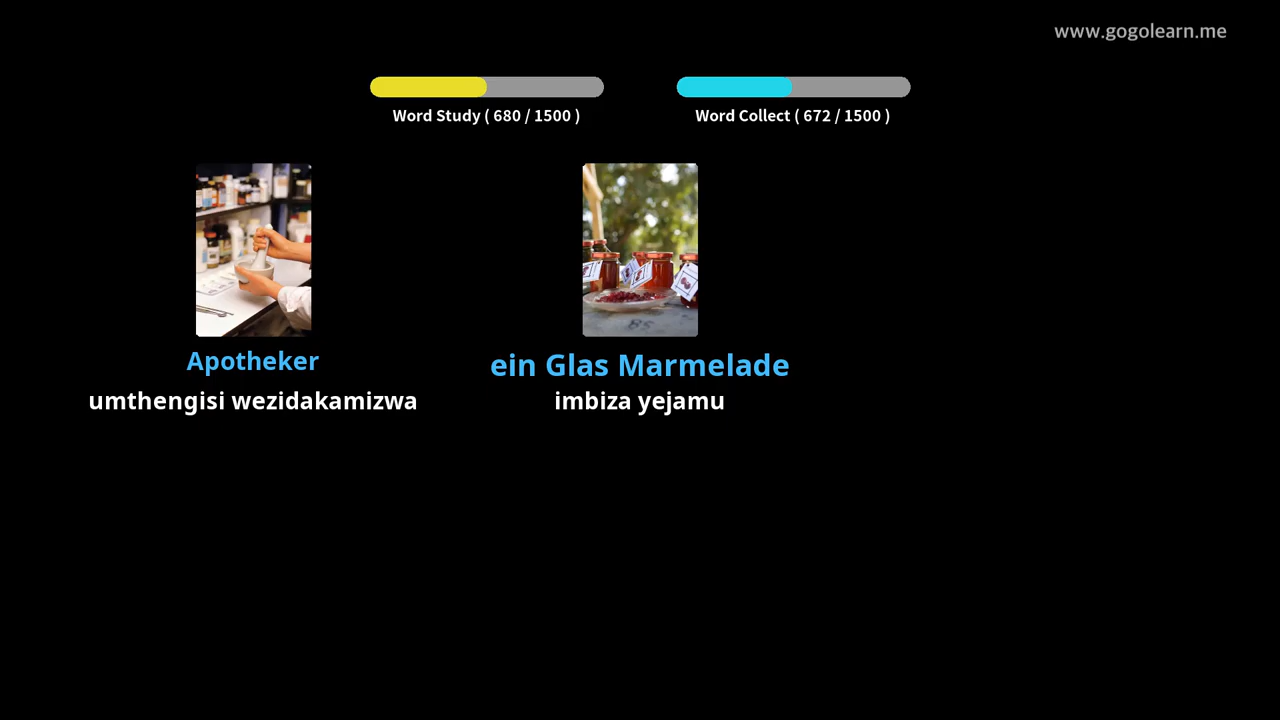 www.gogolearn.me
Word Study ( 680 / 1500 )
Word Collect ( 672 / 1500 )
Apotheker
umthengisi wezidakamizwa
ein Glas Marmelade
imbiza yejamu